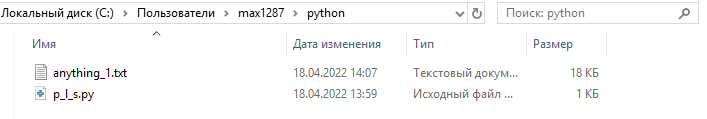 Локальный диск (C:) › Пользователи › max1287 › python Поиск: python
Имя Дата изменения Тип Размер
anything_1.txt 18.04.2022 14:07 Текстовый докум... 18 КБ
p_l_s.py 18.04.2022 13:59 Исходный файл ... 1 КБ